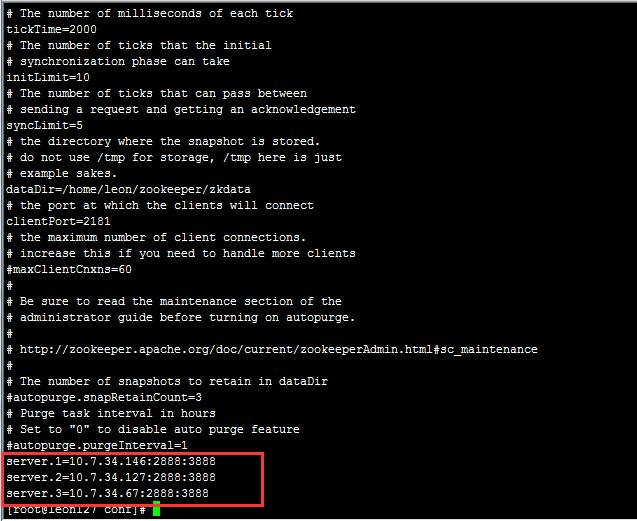 # The number of milliseconds of each tick
tickTime=2000
# The number of ticks that the initial
# synchronization phase can take
initLimit=10
# The number of ticks that can pass between
# sending a request and getting an acknowledgement
syncLimit=5
# the directory where the snapshot is stored.
# do not use /tmp for storage, /tmp here is just
# example sakes.
dataDir=/home/leon/zookeeper/zkdata
# the port at which the clients will connect
clientPort=2181
# the maximum number of client connections.
# increase this if you need to handle more clients
#maxClientCnxns=60
#
# Be sure to read the maintenance section of the
# administrator guide before turning on autopurge.
#
# http://zookeeper.apache.org/doc/current/zookeeperAdmin.html#sc_maintenance
#
# The number of snapshots to retain in dataDir
#autopurge.snapRetainCount=3
# Purge task interval in hours
# Set to "0" to disable auto purge feature
#autopurge.purgeInterval=1
server.1=10.7.34.146:2888:3888
server.2=10.7.34.127:2888:3888
server.3=10.7.34.67:2888:3888
[root@leon127 conf]#